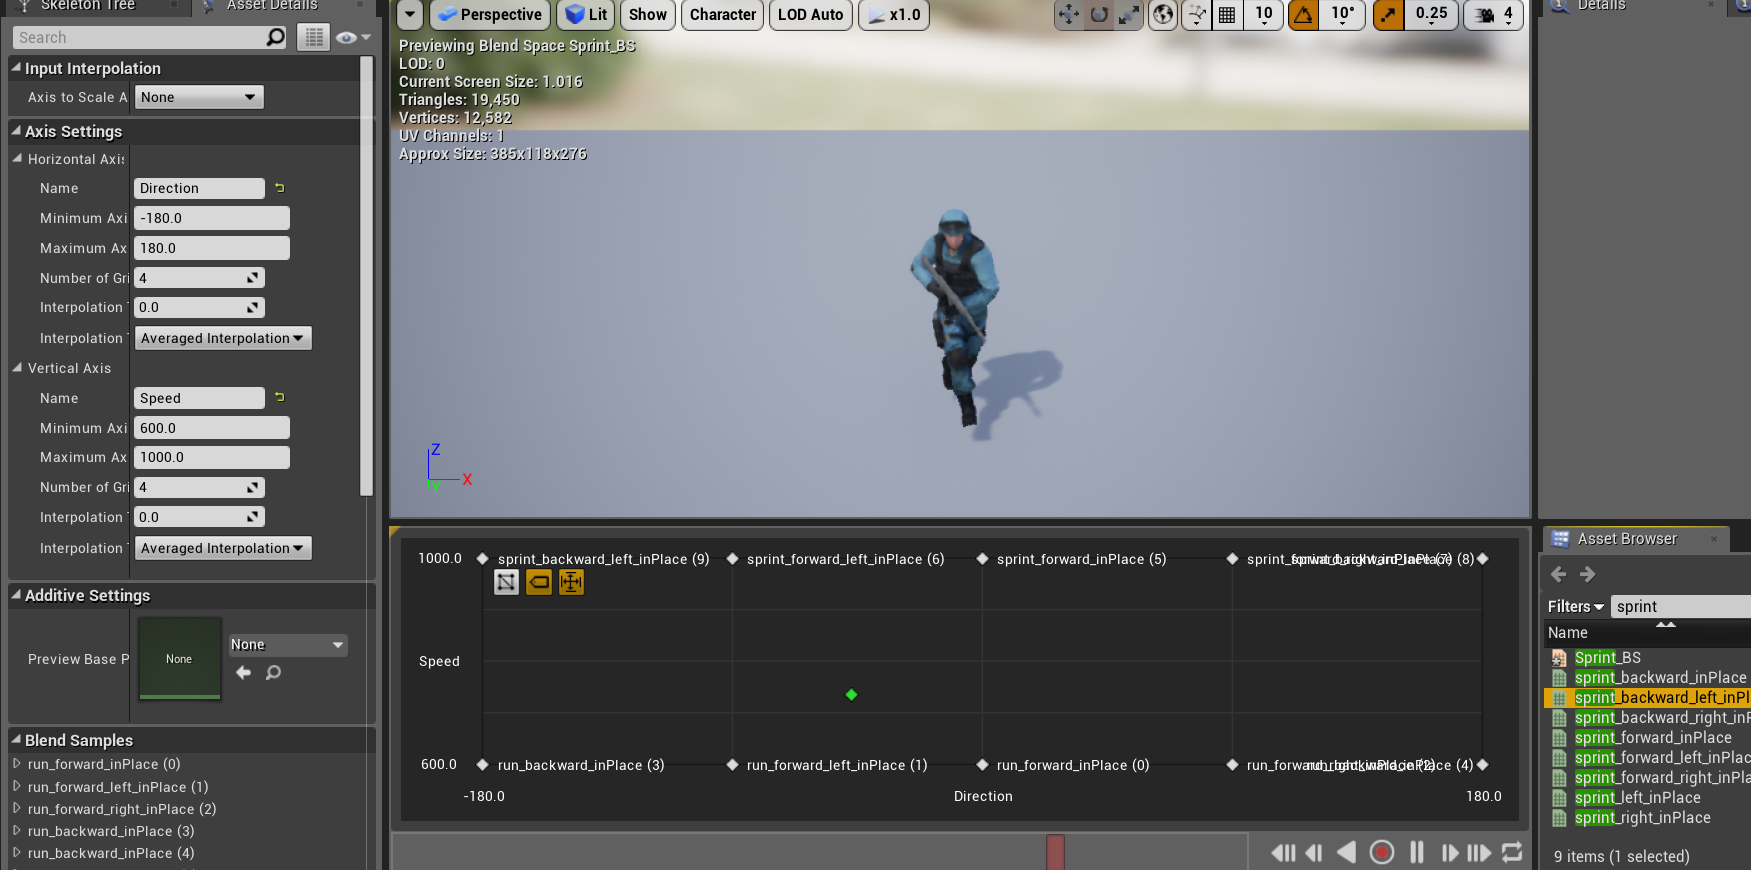 Skeleton Tree
Asset Details
Search
Input Interpolation
Axis to Scale A
None
Axis Settings
Horizontal Axis
Name
Direction
Minimum Axi
-180.0
Maximum Ax
180.0
Number of Gri
4
Interpolation
0.0
Interpolation
Averaged Interpolation
Vertical Axis
Name
Speed
Minimum Axi
600.0
Maximum Ax
1000.0
Number of Gri
4
Interpolation
0.0
Interpolation
Averaged Interpolation
Additive Settings
Preview Base P
None
None
Blend Samples
run_forward_inPlace (0)
run_forward_left_inPlace (1)
run_forward_right_inPlace (2)
run_backward_inPlace (3)
run_backward_inPlace (4)
Perspective
Lit
Show
Character
LOD Auto
x1.0
10
10°
0.25
4
Previewing Blend Space Sprint_BS
LOD: 0
Current Screen Size: 1.016
Triangles: 19,450
Vertices: 12,582
UV Channels: 1
Approx Size: 385x118x276
Z
X
Y
1000.0
sprint_backward_left_inPlace (9)
sprint_forward_left_inPlace (6)
sprint_forward_inPlace (5)
(7)
(8)
Speed
600.0
run_backward_inPlace (3)
run_forward_left_inPlace (1)
run_forward_inPlace (0)
(4)
-180.0
Direction
180.0
Details
Asset Browser
Filters
sprint
Name
Sprint_BS
sprint_backward_inPlace
sprint_backward_left_inPl
sprint_backward_right_inP
sprint_forward_inPlace
sprint_forward_left_inPlac
sprint_forward_right_inPla
sprint_left_inPlace
sprint_right_inPlace
9 items (1 selected)